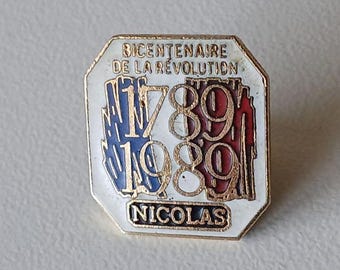 BICENTENAIRE
DE LA RÉVOLUTION
1789
1989
NICOLAS